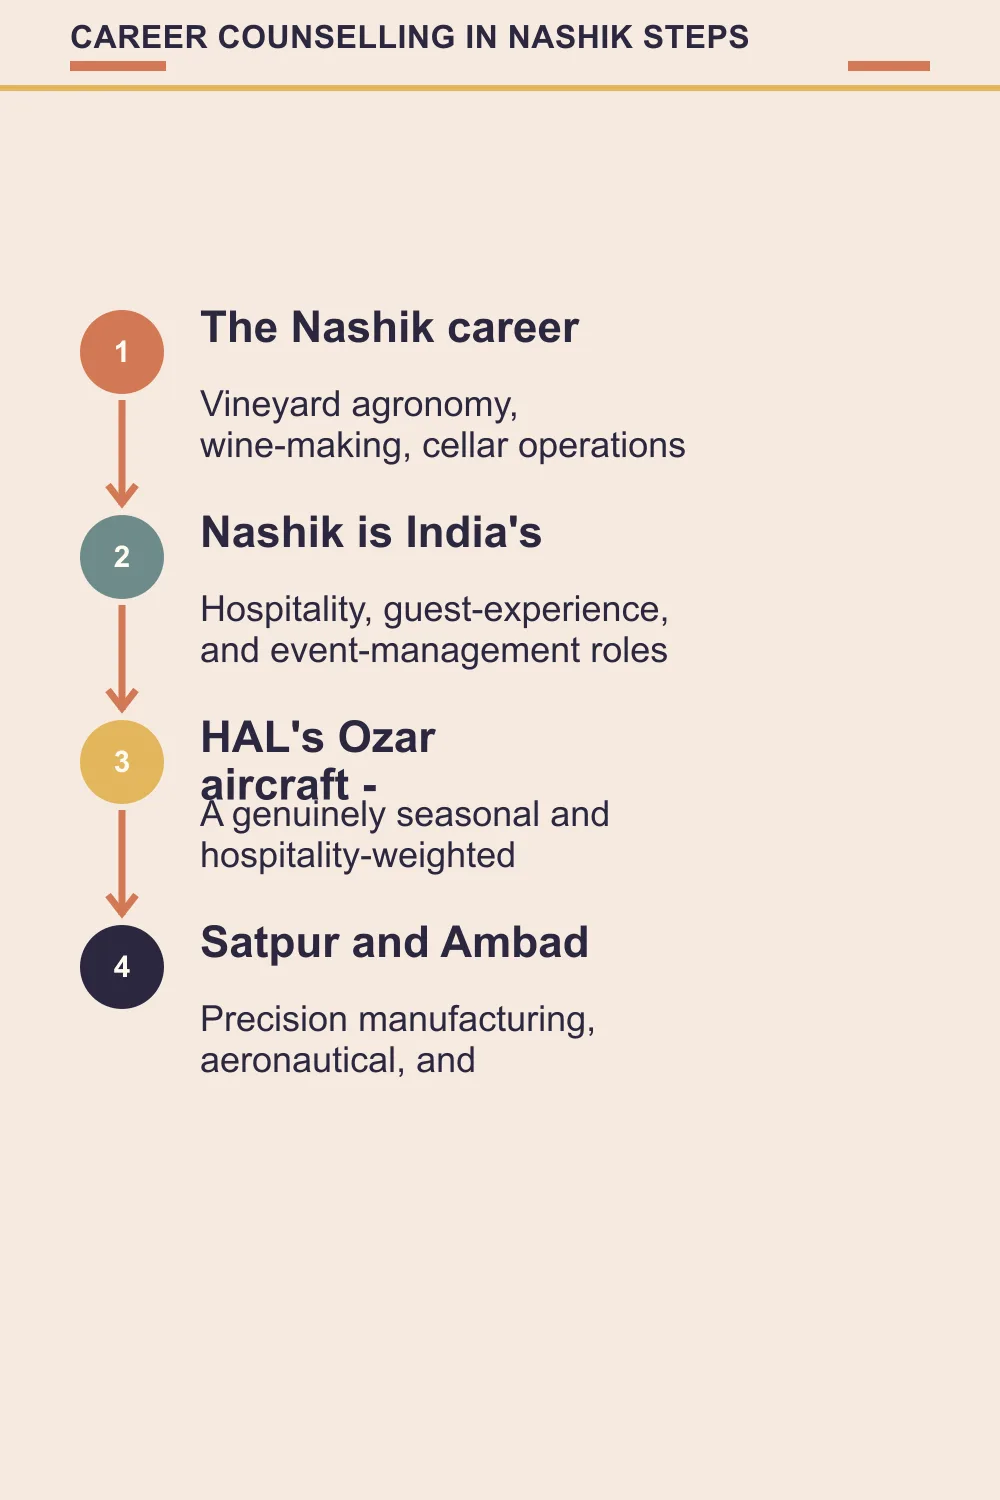 CAREER COUNSELLING IN NASHIK STEPS
1
The Nashik career
Vineyard agronomy,
wine-making, cellar operations
2
Nashik is India's
Hospitality, guest-experience,
and event-management roles
3
HAL's Ozar
aircraft -
A genuinely seasonal and
hospitality-weighted
4
Satpur and Ambad
Precision manufacturing,
aeronautical, and